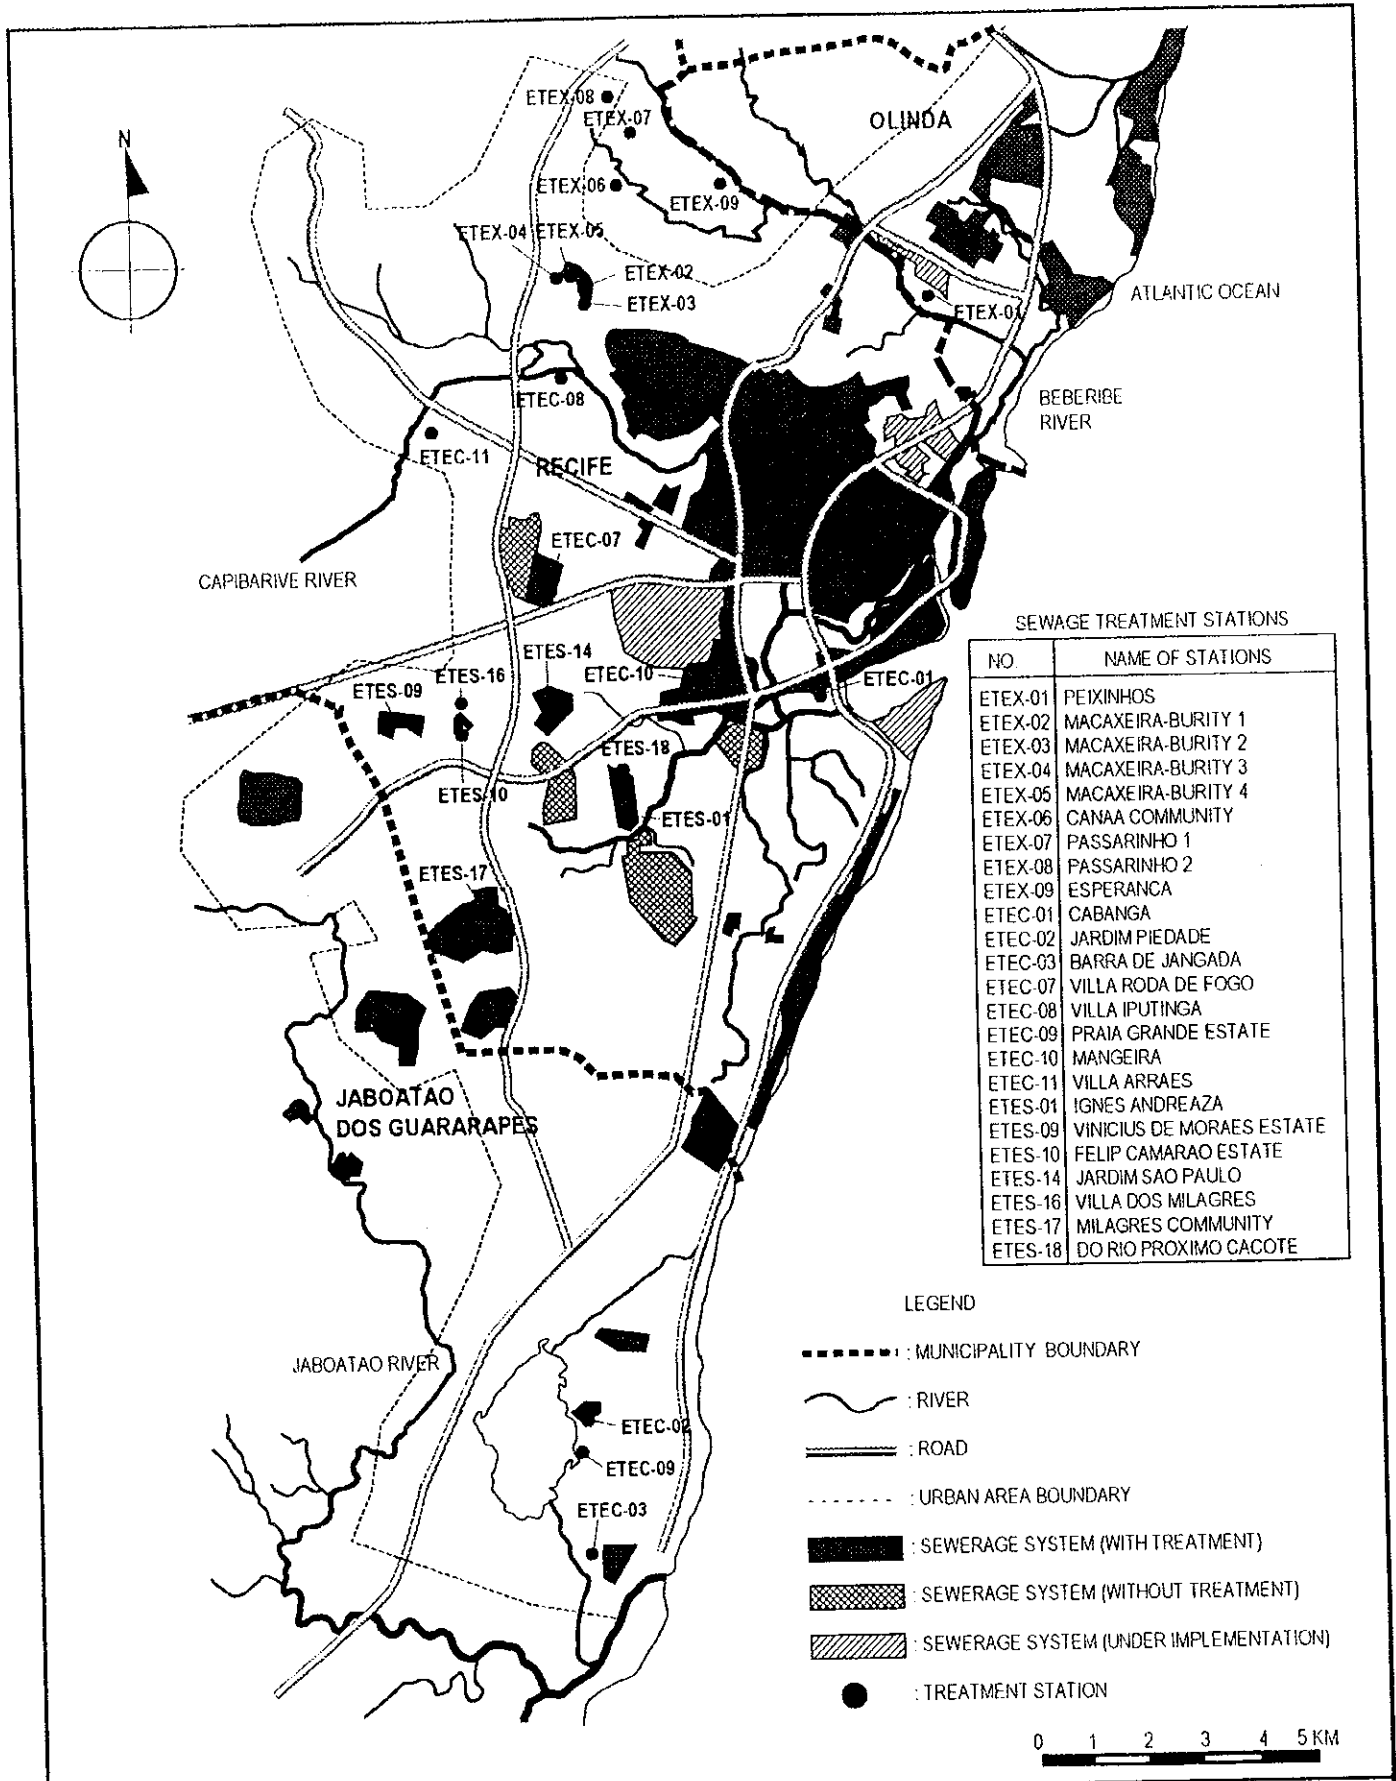 N
ETEX-08
ETEX-07
OLINDA
ETEX-06
ETEX-09
ETEX-04
ETEX-05
ETEX-02
ETEX-03
ATLANTIC OCEAN
ETEX-01
ETEC-08
BEBERIBE
RIVER
ETEC-11
RECIFE
ETEC-07
CAPIBARIVE RIVER
ETES-14
ETES-16
ETEC-10
ETES-09
ETEC-01
ETES-18
ETES-10
ETES-01
ETES-17
JABOATAO
DOS GUARARAPES
JABOATAO RIVER
ETEC-02
ETEC-09
ETEC-03
SEWAGE TREATMENT STATIONS
NO. NAME OF STATIONS
ETEX-01 PEIXINHOS
ETEX-02 MACAXEIRA-BURITY 1
ETEX-03 MACAXEIRA-BURITY 2
ETEX-04 MACAXEIRA-BURITY 3
ETEX-05 MACAXEIRA-BURITY 4
ETEX-06 CANAA COMMUNITY
ETEX-07 PASSARINHO 1
ETEX-08 PASSARINHO 2
ETEX-09 ESPERANCA
ETEC-01 CABANGA
ETEC-02 JARDIM PIEDADE
ETEC-03 BARRA DE JANGADA
ETEC-07 VILLA RODA DE FOGO
ETEC-08 VILLA IPUTINGA
ETEC-09 PRAIA GRANDE ESTATE
ETEC-10 MANGEIRA
ETEC-11 VILLA ARRAES
ETES-01 IGNES ANDREAZA
ETES-09 VINICIUS DE MORAES ESTATE
ETES-10 FELIP CAMARAO ESTATE
ETES-14 JARDIM SAO PAULO
ETES-16 VILLA DOS MILAGRES
ETES-17 MILAGRES COMMUNITY
ETES-18 DO RIO PROXIMO CACOTE
LEGEND
: MUNICIPALITY BOUNDARY
: RIVER
: ROAD
: URBAN AREA BOUNDARY
: SEWERAGE SYSTEM (WITH TREATMENT)
: SEWERAGE SYSTEM (WITHOUT TREATMENT)
: SEWERAGE SYSTEM (UNDER IMPLEMENTATION)
: TREATMENT STATION
0 1 2 3 4 5 KM